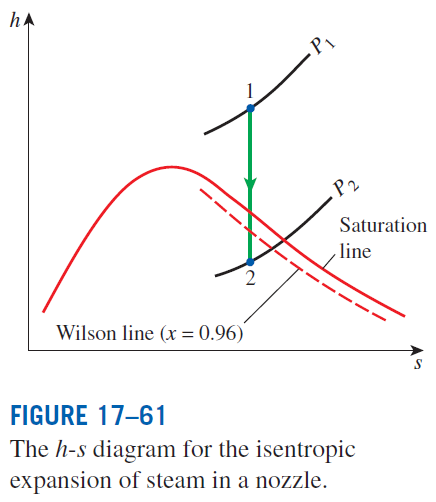 h
P1
1
P2
Saturation
line
2
Wilson line (x = 0.96)
s
FIGURE 17–61
The h-s diagram for the isentropic
expansion of steam in a nozzle.